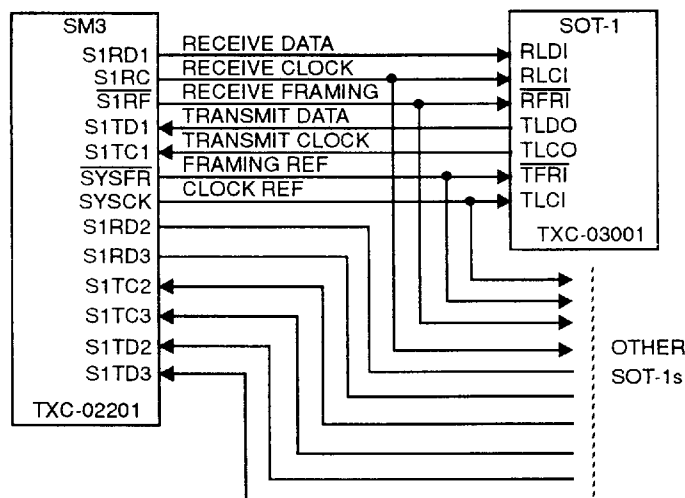 SM3 SOT-1
S1RD1 RECEIVE DATA RLDI
S1RC RECEIVE CLOCK RLCI
S1RF RECEIVE FRAMING RFRI
S1TD1 TRANSMIT DATA TLDO
S1TC1 TRANSMIT CLOCK TLCO
SYSFR FRAMING REF TFRI
SYSCK CLOCK REF TLCI
S1RD2 TXC-03001
S1RD3
S1TC2
S1TC3
S1TD2 OTHER
S1TD3 SOT-1s
TXC-02201